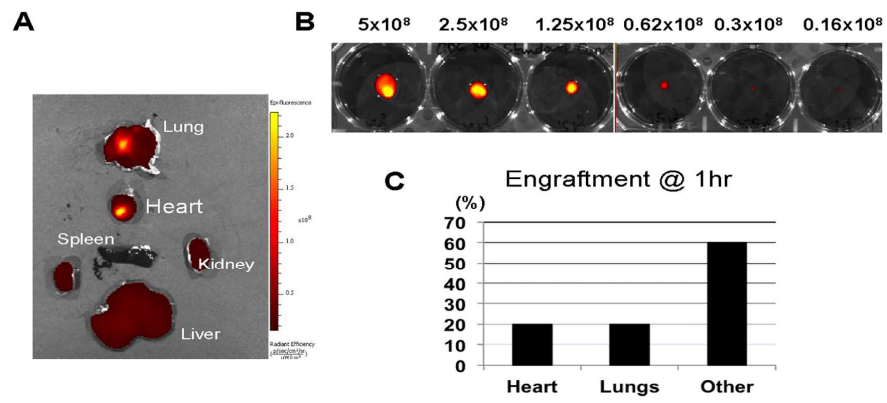 A
Lung
Heart
Spleen
Kidney
Liver
Epi-fluorescence
2.0
1.5
1.0
x10⁸
0.5
Radiant Efficiency
B
5x10⁸ 2.5x10⁸ 1.25x10⁸ 0.62x10⁸ 0.3x10⁸ 0.16x10⁸
C
Engraftment @ 1hr
(%)
70
60
50
40
30
20
10
0
Heart Lungs Other